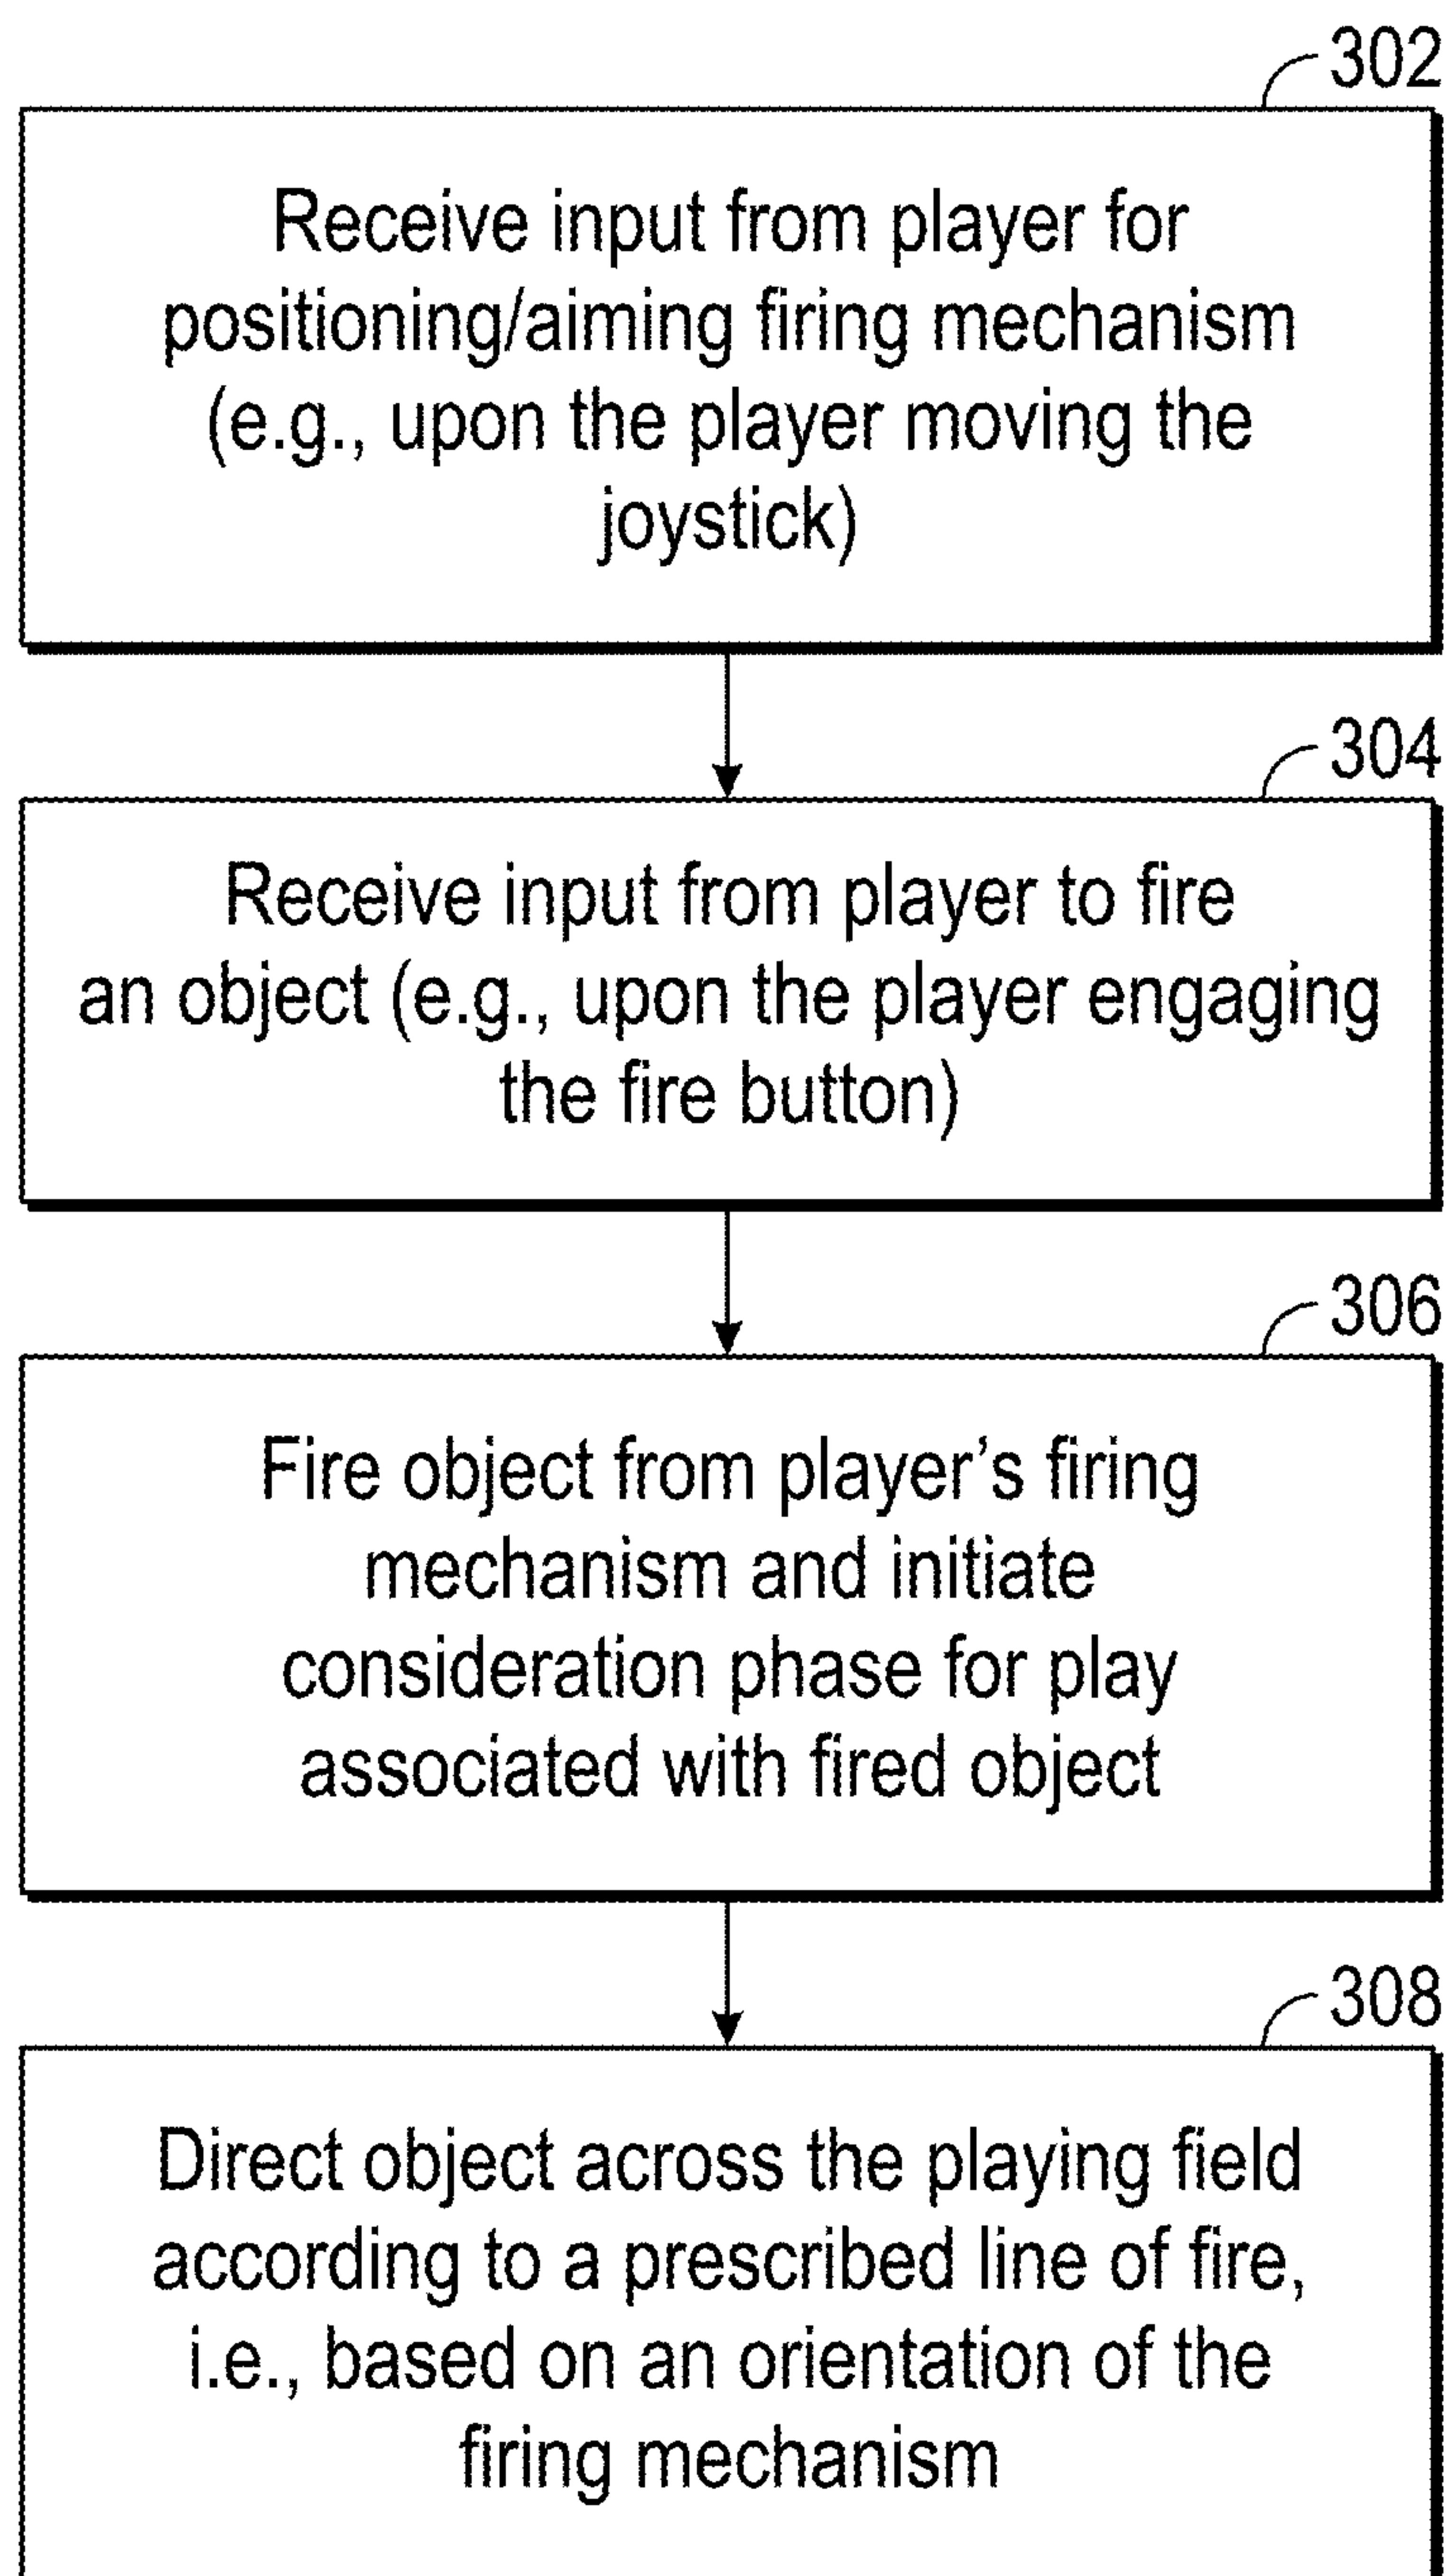 302
Receive input from player for
positioning/aiming firing mechanism
(e.g., upon the player moving the
joystick)
304
Receive input from player to fire
an object (e.g., upon the player engaging
the fire button)
306
Fire object from player’s firing
mechanism and initiate
consideration phase for play
associated with fired object
308
Direct object across the playing field
according to a prescribed line of fire,
i.e., based on an orientation of the
firing mechanism